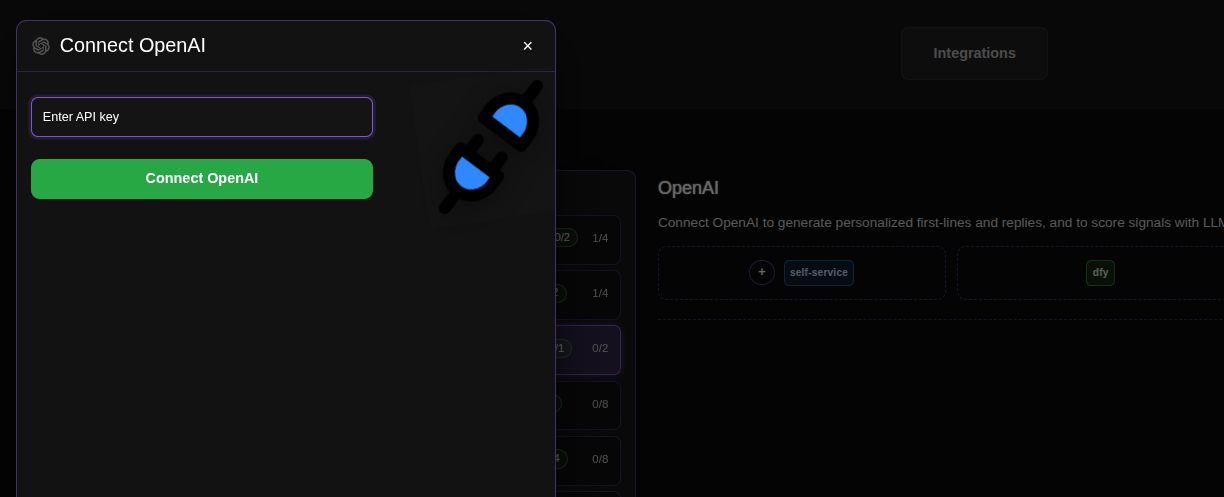 Connect OpenAI
×
Enter API key
Connect OpenAI
Integrations
OpenAI
Connect OpenAI to generate personalized first-lines and replies, and to score signals with
+ self-service
dfy
0/2 1/4
1/4
/1 0/2
0/8
4 0/8